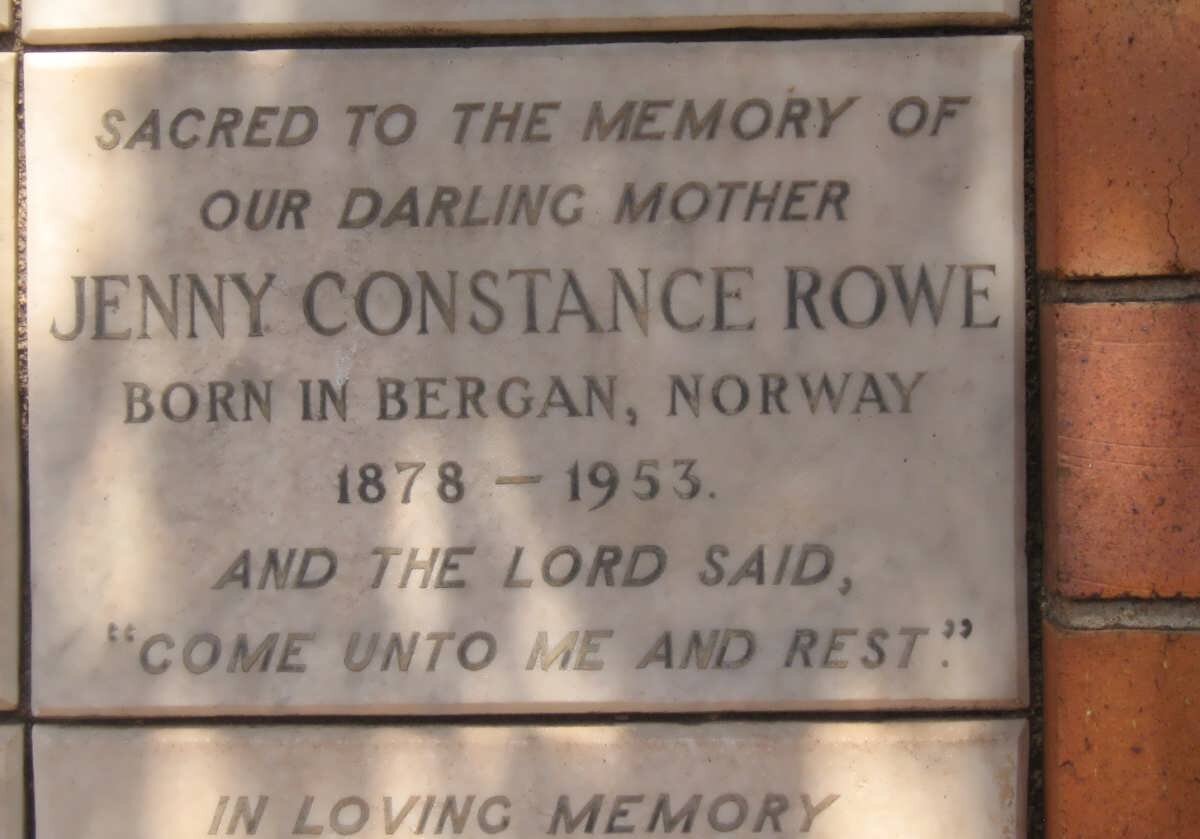 SACRED TO THE MEMORY OF
OUR DARLING MOTHER
JENNY CONSTANCE ROWE
BORN IN BERGAN, NORWAY
1878 – 1953.
AND THE LORD SAID,
"COME UNTO ME AND REST."
IN LOVING MEMORY